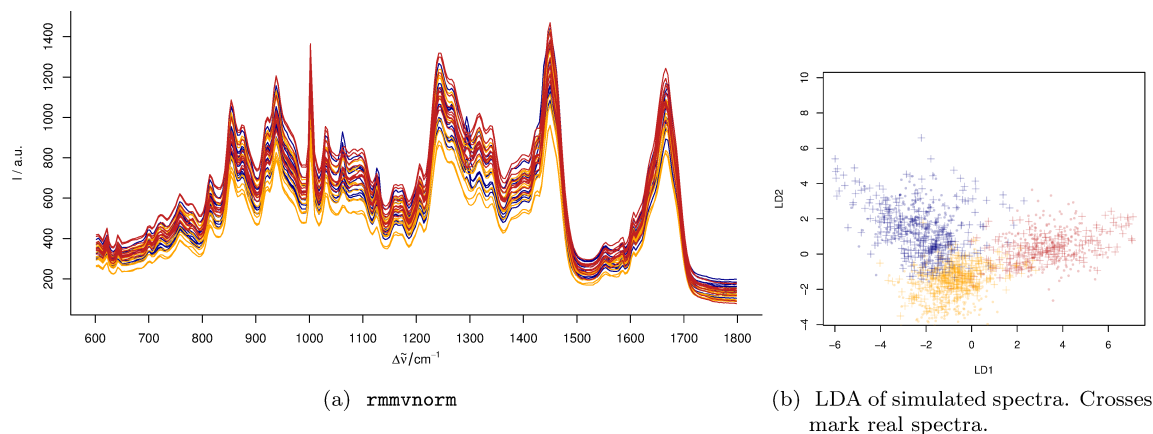 I / a.u.
200 400 600 800 1000 1200 1400
600 700 800 900 1000 1100 1200 1300 1400 1500 1600 1700 1800
Δν̃/cm⁻¹
(a) rmmvnorm
LD2
−4 −2 0 2 4 6 8 10
−6 −4 −2 0 2 4 6
LD1
(b) LDA of simulated spectra. Crosses
mark real spectra.